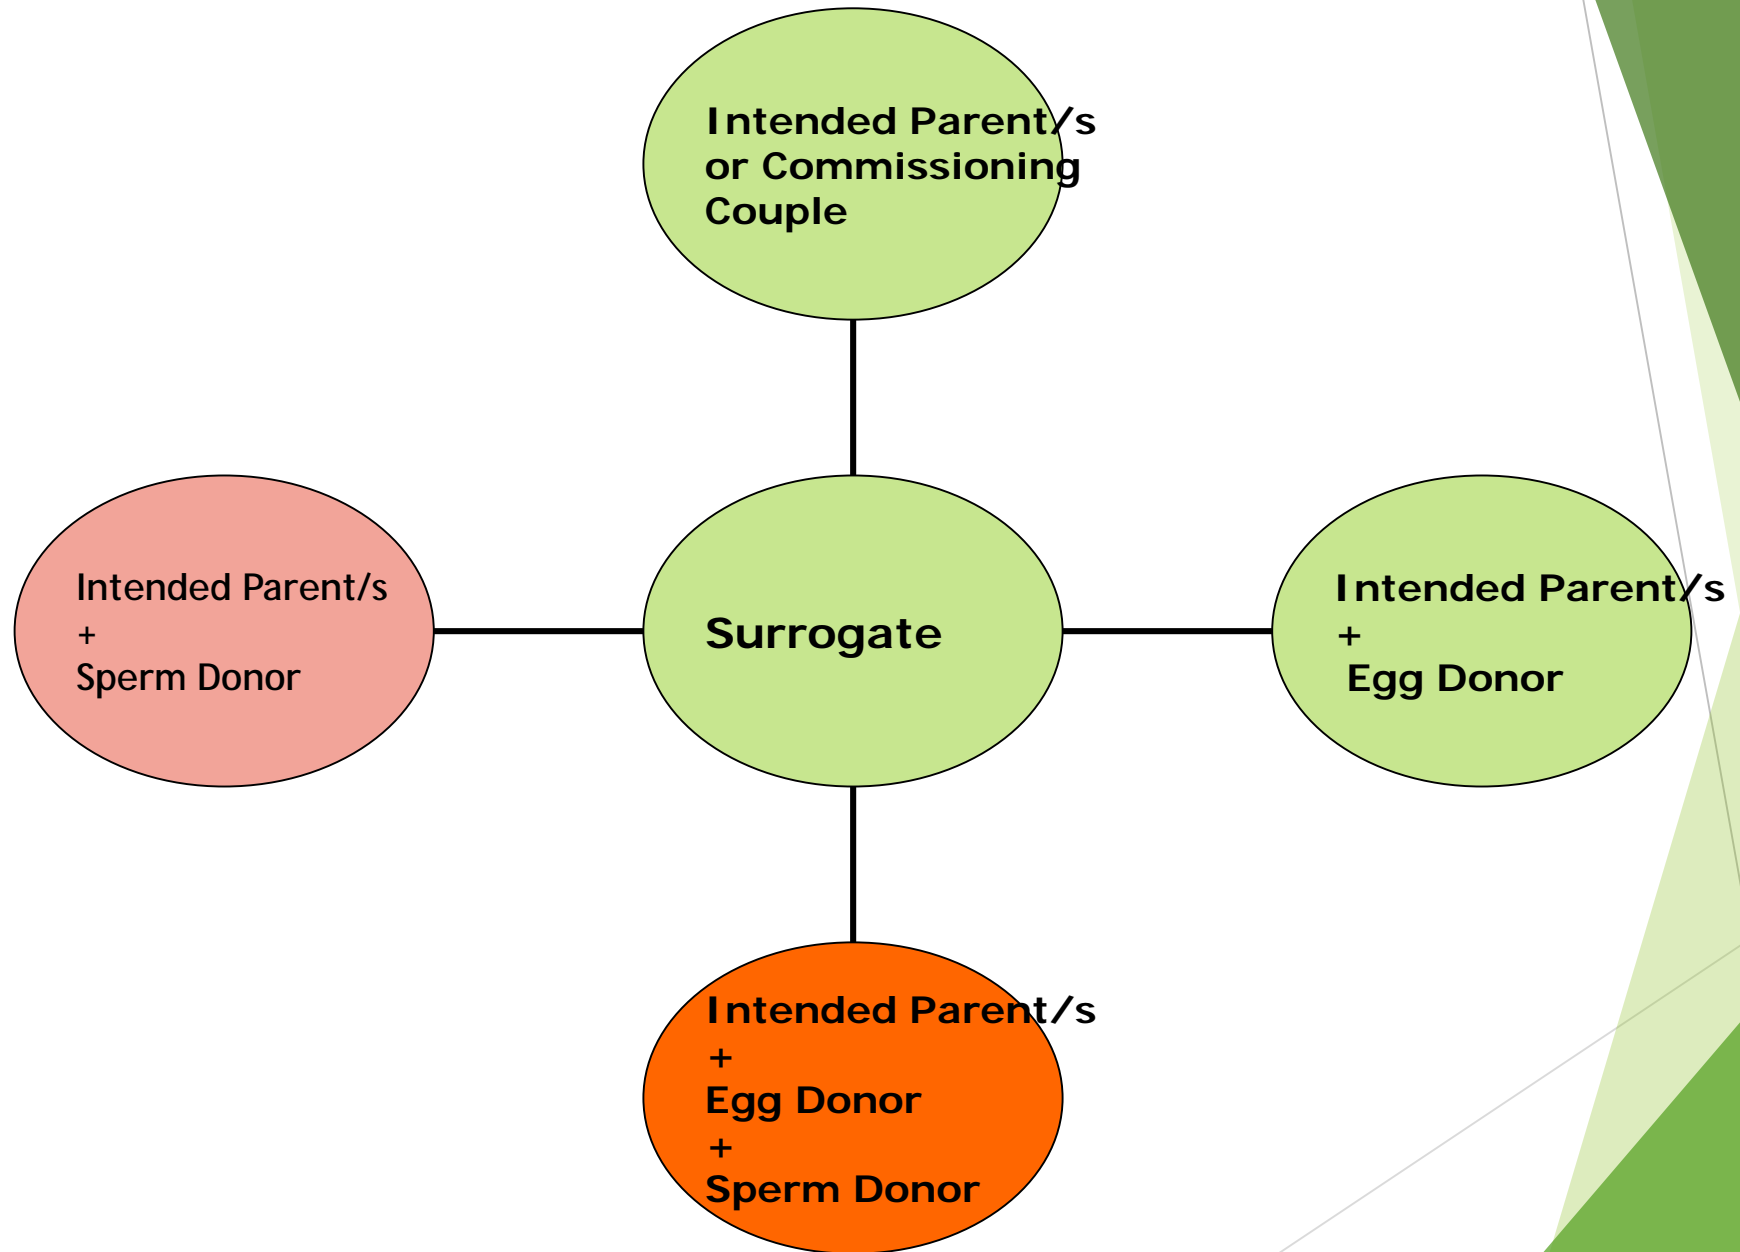 Intended Parent/s
or Commissioning
Couple
Intended Parent/s
+
Sperm Donor
Surrogate
Intended Parent/s
+
Egg Donor
Intended Parent/s
+
Egg Donor
+
Sperm Donor